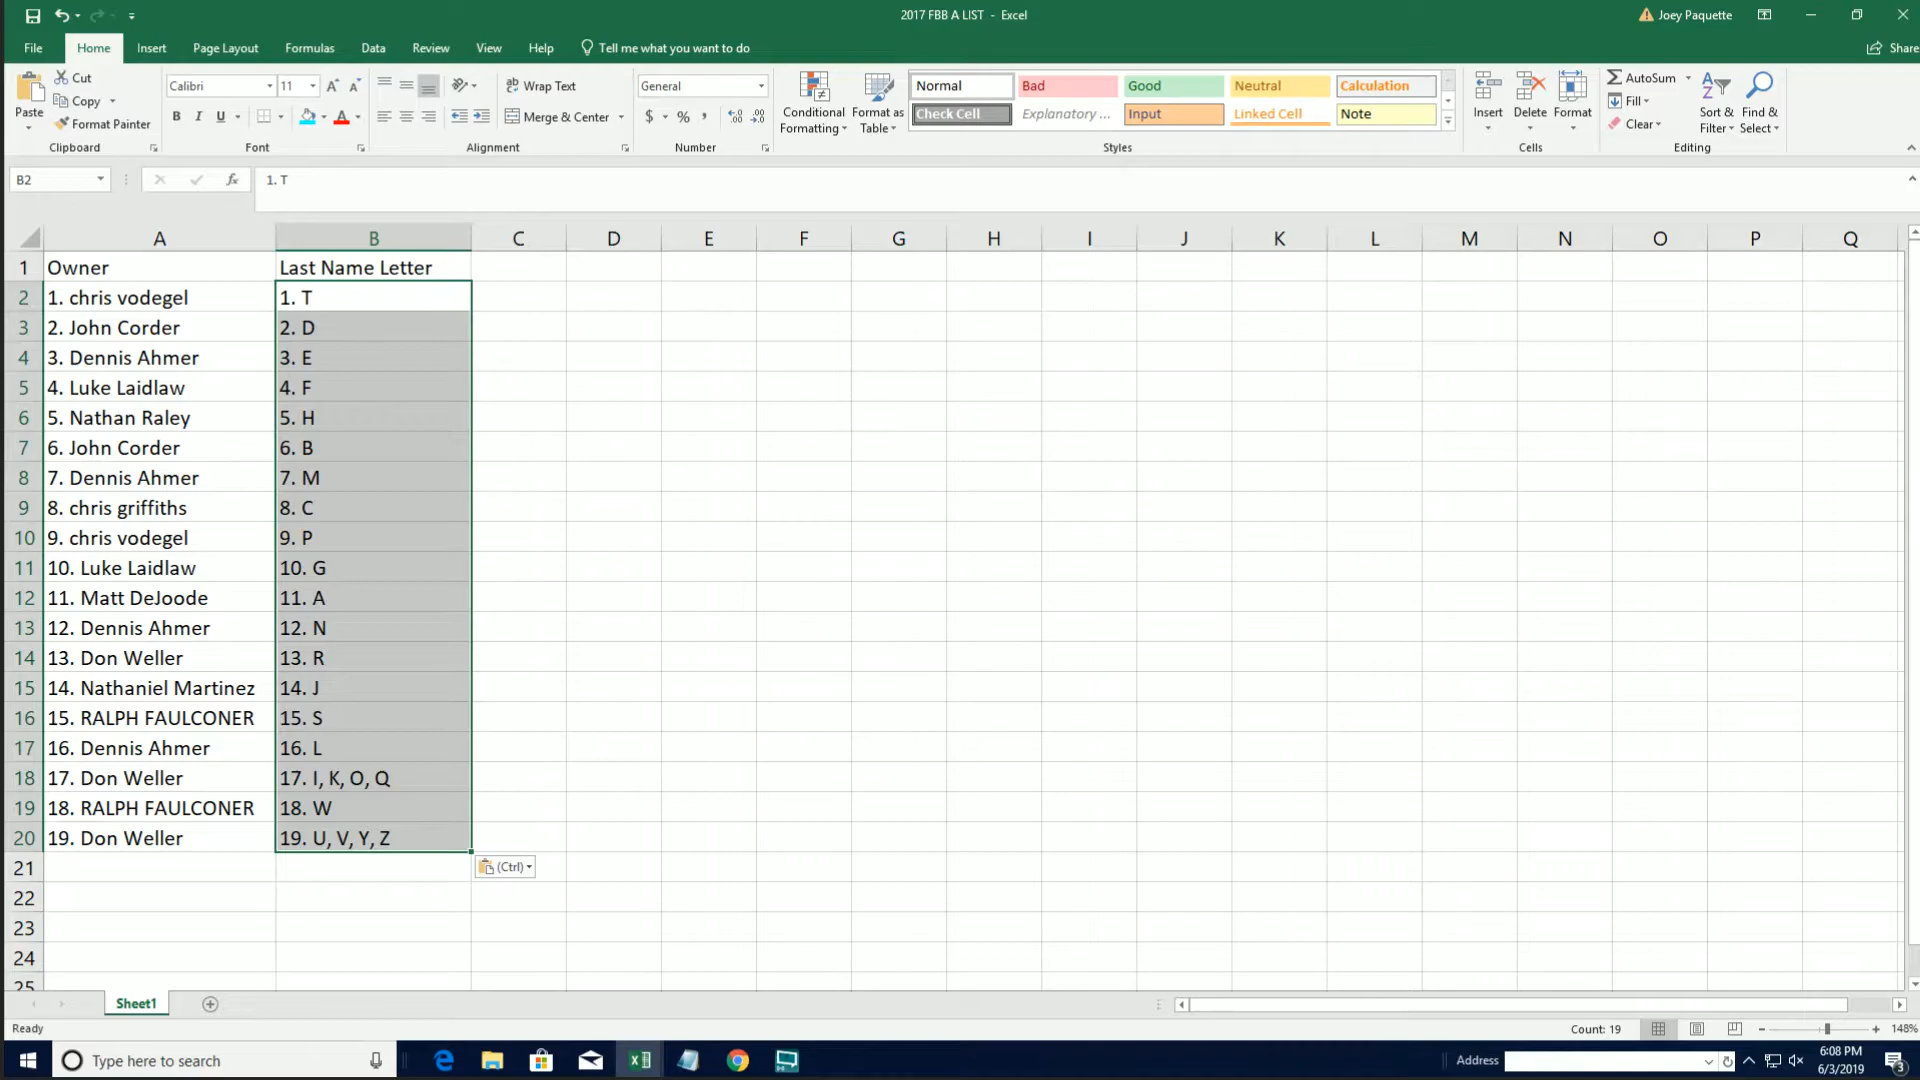 2017 FBB A LIST - Excel
Joey Paquette
File Home Insert Page Layout Formulas Data Review View Help Tell me what you want to do Share
Cut
Copy
Format Painter
Paste
Clipboard
Calibri 11
B I U
Font
Wrap Text
Merge & Center
Alignment
General
$ % ,
Number
Conditional Formatting
Format as Table
Normal Bad Good Neutral Calculation
Check Cell Explanatory ... Input Linked Cell Note
Styles
Insert Delete Format
Cells
AutoSum
Fill
Clear
Sort & Filter
Find & Select
Editing
B2 fx 1. T
A B C D E F G H I J K L M N O P Q
1 Owner Last Name Letter
2 1. chris vodegel 1. T
3 2. John Corder 2. D
4 3. Dennis Ahmer 3. E
5 4. Luke Laidlaw 4. F
6 5. Nathan Raley 5. H
7 6. John Corder 6. B
8 7. Dennis Ahmer 7. M
9 8. chris griffiths 8. C
10 9. chris vodegel 9. P
11 10. Luke Laidlaw 10. G
12 11. Matt DeJoode 11. A
13 12. Dennis Ahmer 12. N
14 13. Don Weller 13. R
15 14. Nathaniel Martinez 14. J
16 15. RALPH FAULCONER 15. S
17 16. Dennis Ahmer 16. L
18 17. Don Weller 17. I, K, O, Q
19 18. RALPH FAULCONER 18. W
20 19. Don Weller 19. U, V, Y, Z
21 (Ctrl)
22
23
24
25
Sheet1
Ready Count: 19 148%
Type here to search
Address
6:08 PM
6/3/2019
3